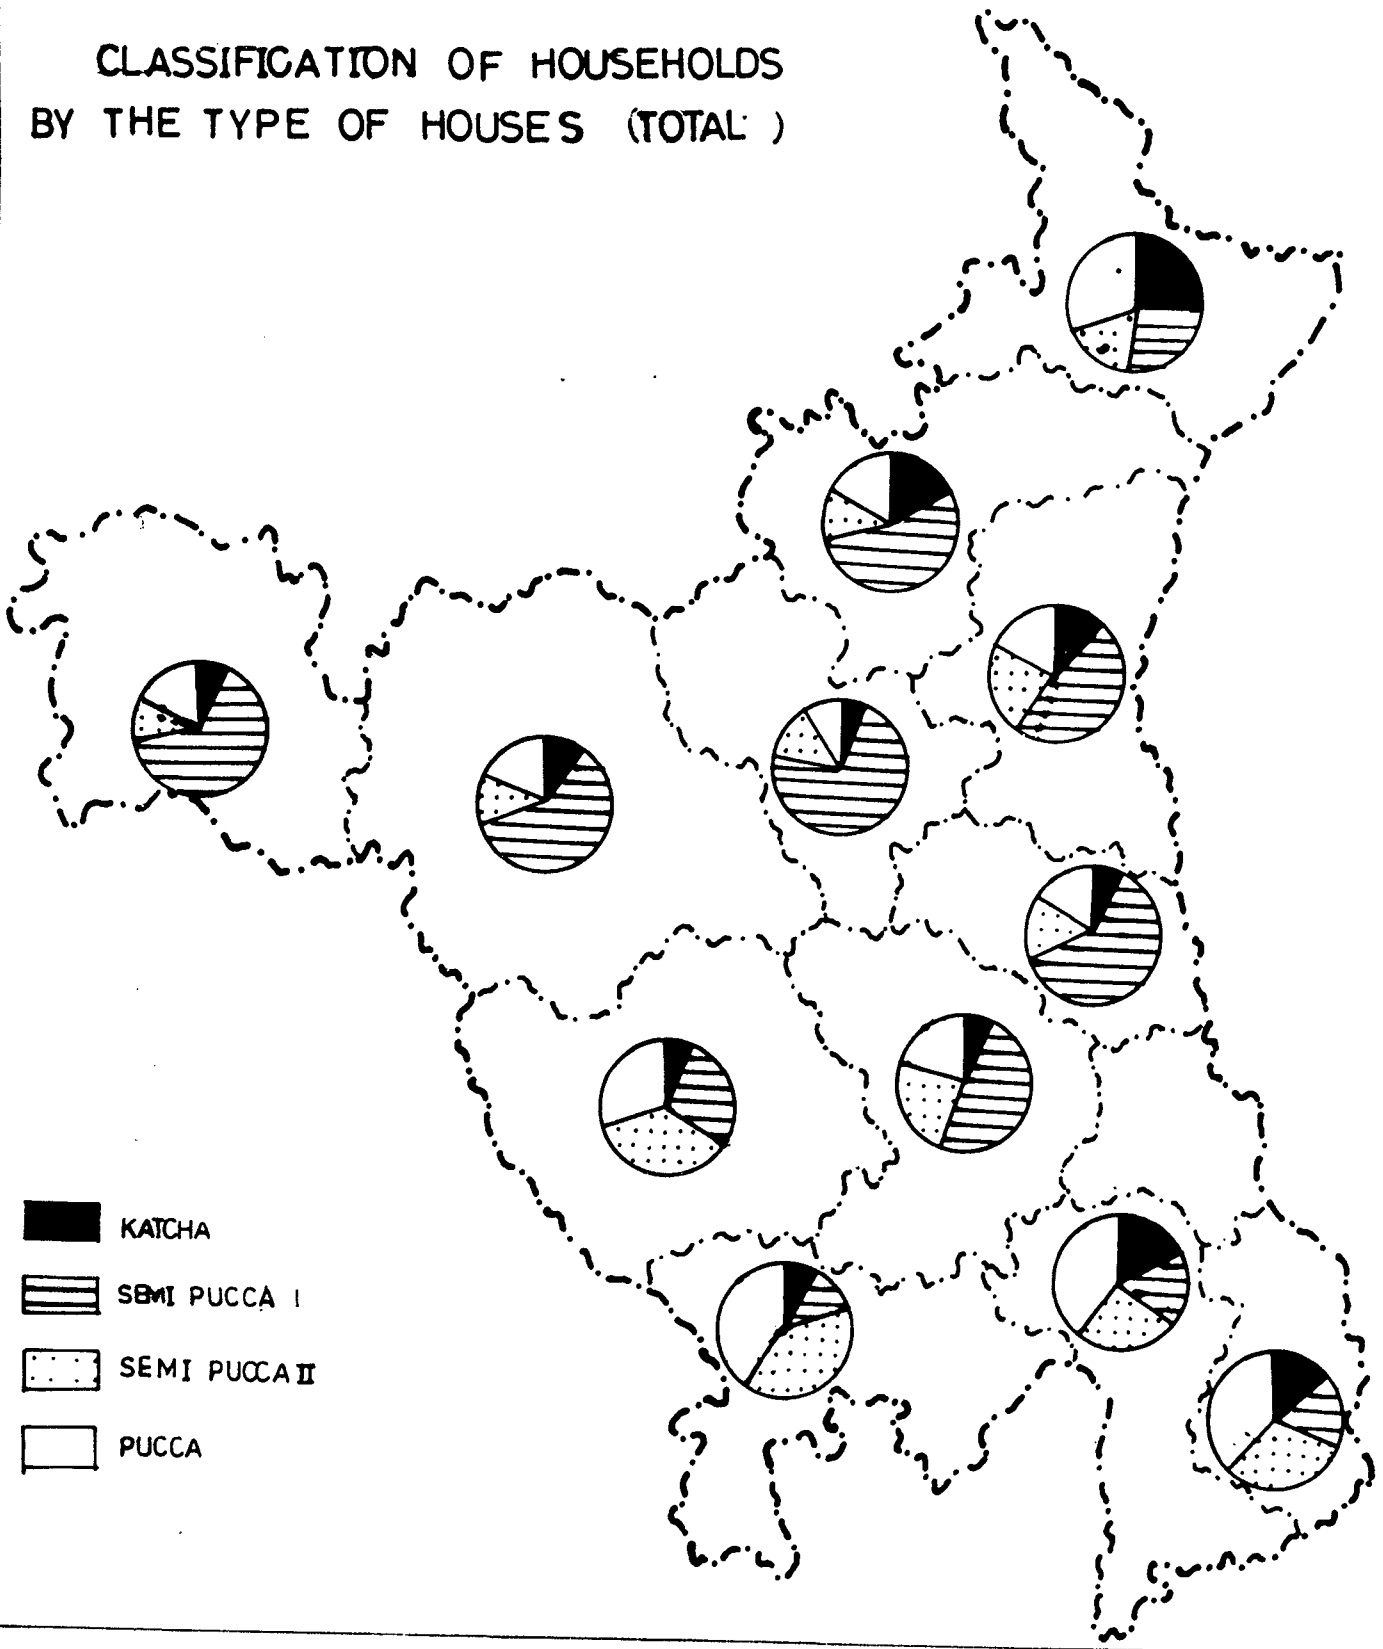 CLASSIFICATION OF HOUSEHOLDS
BY THE TYPE OF HOUSES (TOTAL )
KATCHA
SEMI PUCCA I
SEMI PUCCA II
PUCCA